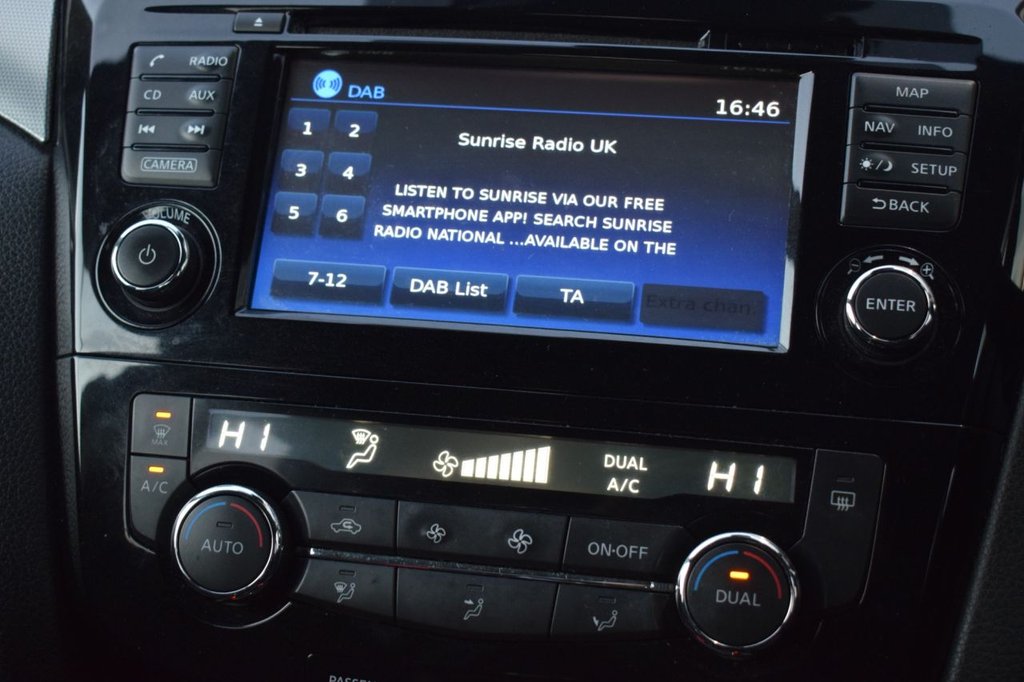 RADIO
CD AUX
CAMERA
VOLUME
DAB
16:46
1 2
Sunrise Radio UK
3 4
LISTEN TO SUNRISE VIA OUR FREE
5 6
SMARTPHONE APP! SEARCH SUNRISE
RADIO NATIONAL ...AVAILABLE ON THE
7-12 DAB List TA Extra chan.
MAP
NAV INFO
SETUP
BACK
ENTER
MAX
A/C
HI DUAL HI
A/C
AUTO
ON·OFF
DUAL